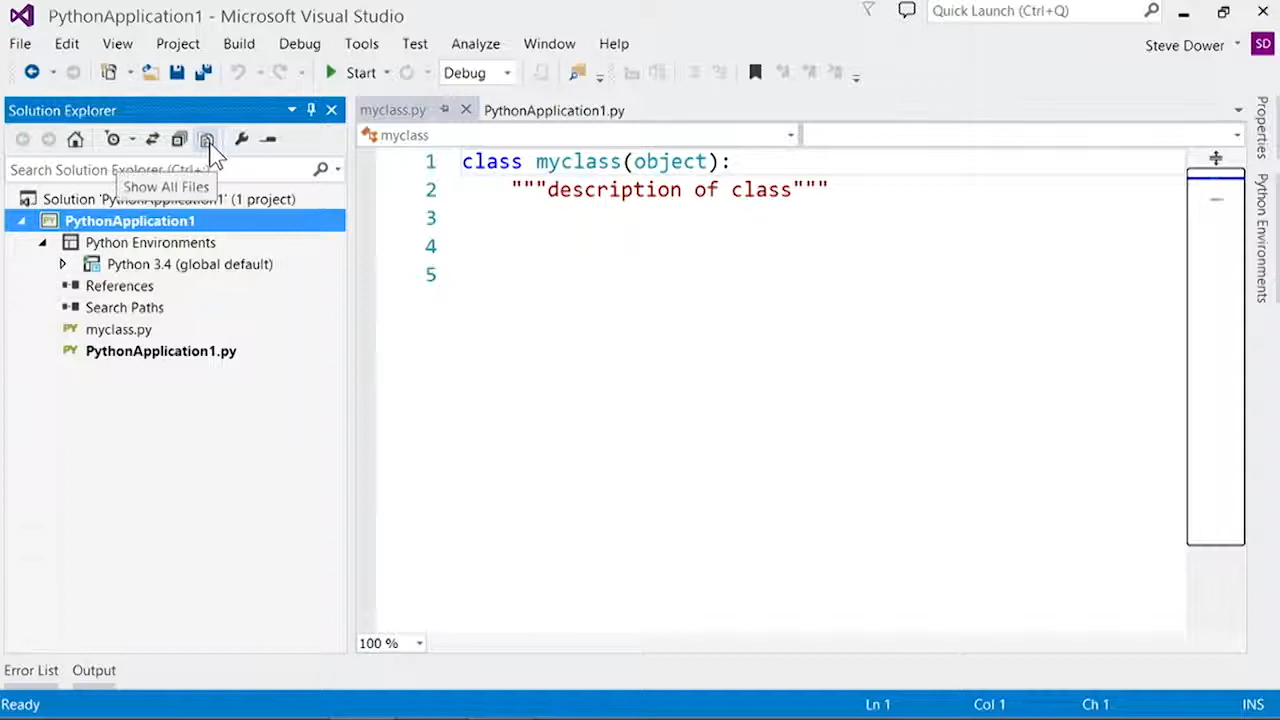 PythonApplication1 - Microsoft Visual Studio
Quick Launch (Ctrl+Q)
File Edit View Project Build Debug Tools Test Analyze Window Help
Steve Dower
SD
Start
Debug
Solution Explorer
myclass.py
PythonApplication1.py
myclass
Search Solution Explorer (Ctrl+
Show All Files
Solution 'PythonApplication1' (1 project)
PythonApplication1
Python Environments
Python 3.4 (global default)
References
Search Paths
PY myclass.py
PY PythonApplication1.py
1 class myclass(object):
2 """description of class"""
3
4
5
Properties
Python Environments
100 %
Error List Output
Ready
Ln 1
Col 1
Ch 1
INS